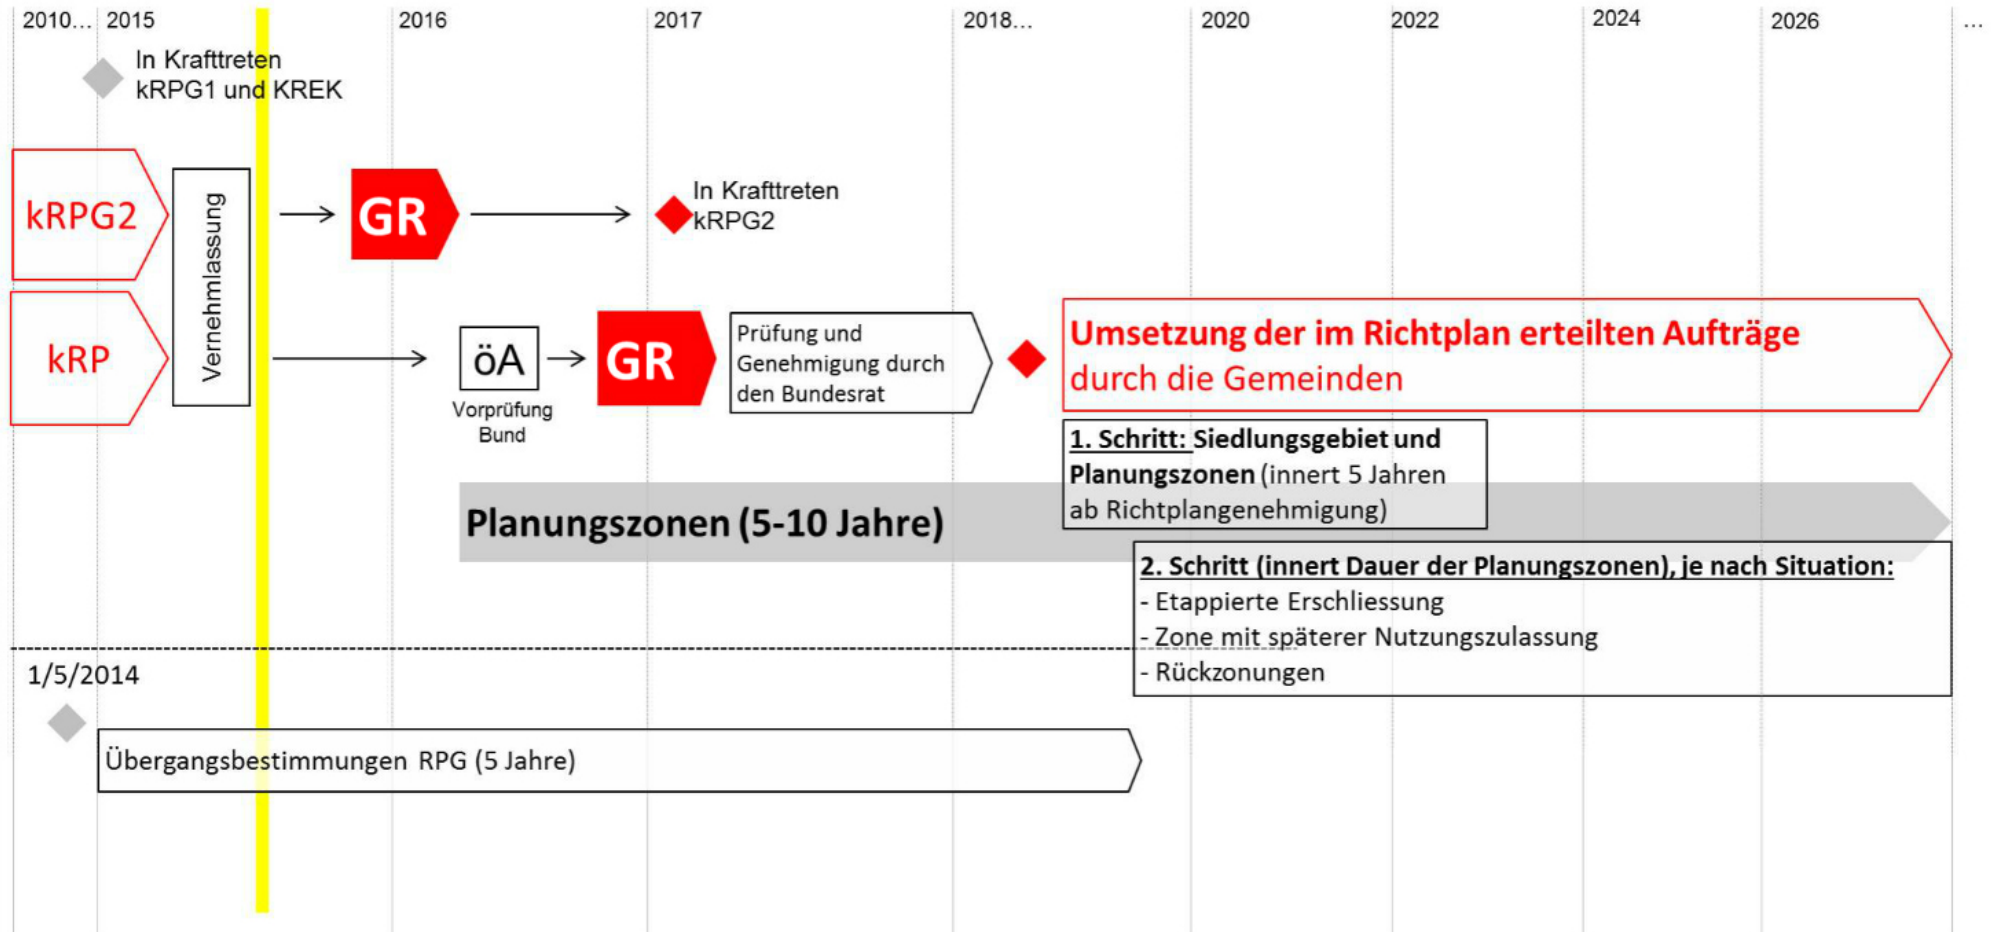 2010... 2015 2016 2017 2018... 2020 2022 2024 2026 ...
In Krafttreten
kRPG1 und KREK
kRPG2
Vernehmlassung
GR
In Krafttreten
kRPG2
kRP
öA
Vorprüfung
Bund
GR
Prüfung und
Genehmigung durch
den Bundesrat
Umsetzung der im Richtplan erteilten Aufträge
durch die Gemeinden
1. Schritt: Siedlungsgebiet und
Planungszonen (innert 5 Jahren
ab Richtplangenehmigung)
Planungszonen (5-10 Jahre)
2. Schritt (innert Dauer der Planungszonen), je nach Situation:
- Etappierte Erschliessung
- Zone mit späterer Nutzungszulassung
- Rückzonungen
1/5/2014
Übergangsbestimmungen RPG (5 Jahre)